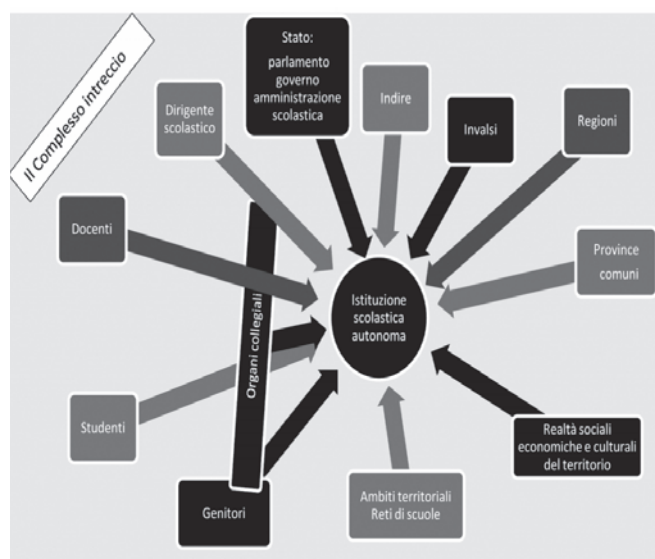 Il Complesso intreccio
Stato:
parlamento
governo
amministrazione
scolastica
Indire
Invalsi
Regioni
Dirigente
scolastico
Docenti
Province
comuni
Istituzione
scolastica
autonoma
Organi collegiali
Studenti
Genitori
Ambiti territoriali
Reti di scuole
Realtà sociali
economiche e culturali
del territorio